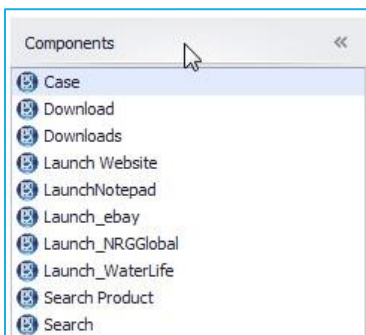 Components «
Case
Download
Downloads
Launch Website
LaunchNotepad
Launch_ebay
Launch_NRGGlobal
Launch_WaterLife
Search Product
Search